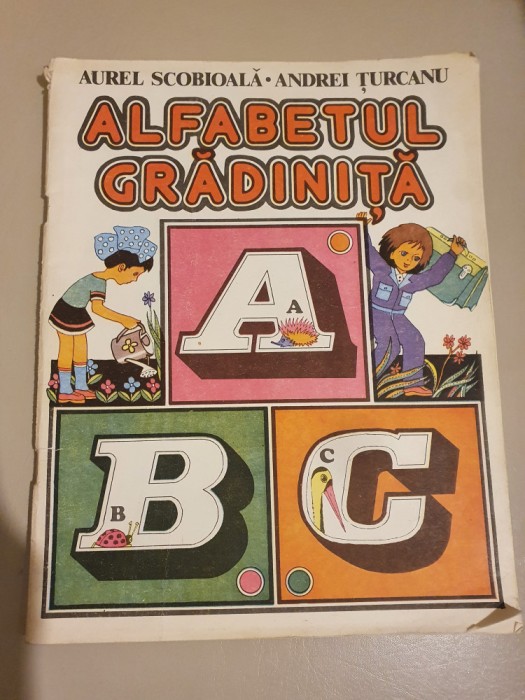 AUREL SCOBIOALĂ • ANDREI ȚURCANU
ALFABETUL
GRĂDINIȚĂ
A
A
B
B
C
C